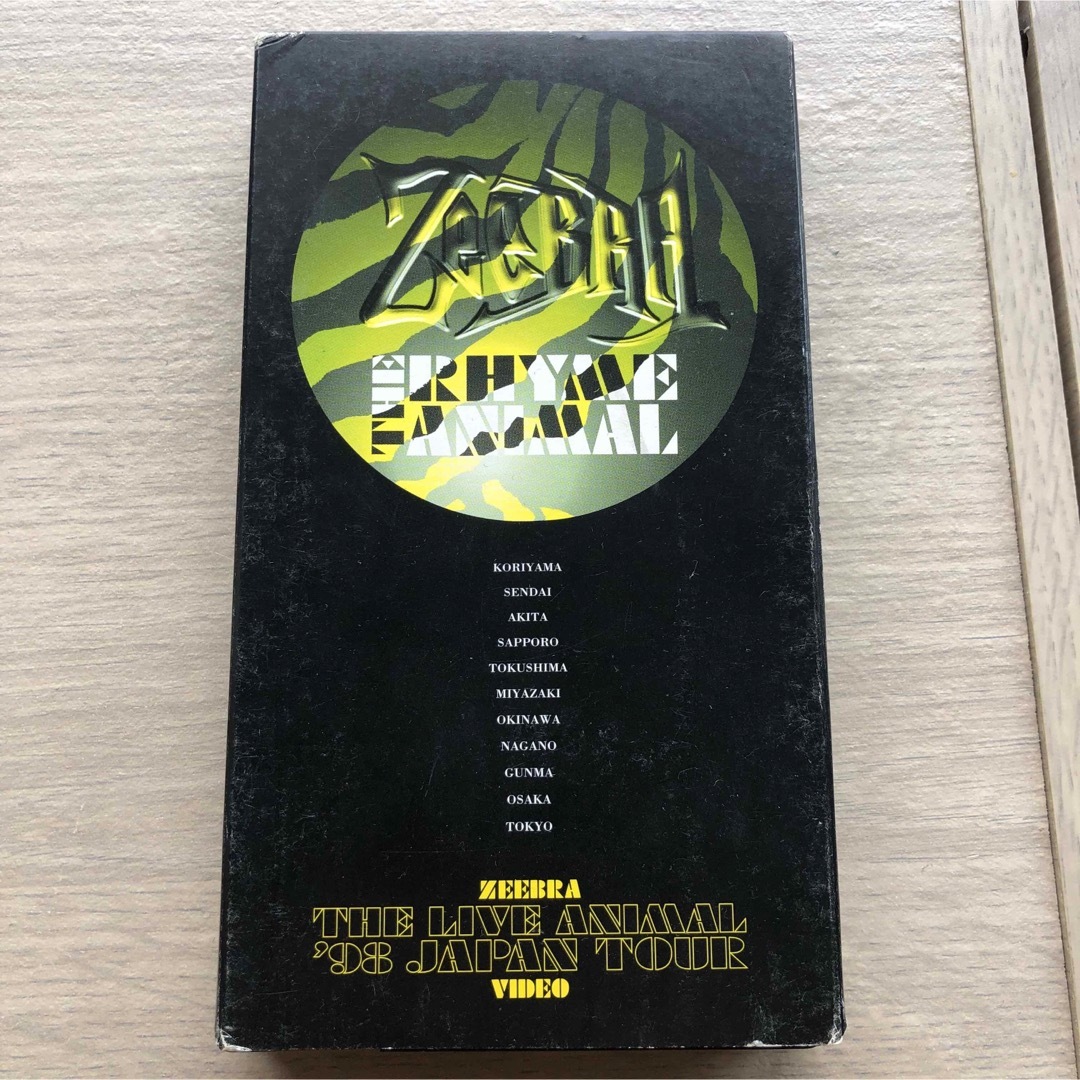 ZEEBRA
THE RHYME
ANIMAL
KORIYAMA
SENDAI
AKITA
SAPPORO
TOKUSHIMA
MIYAZAKI
OKINAWA
NAGANO
GUNMA
OSAKA
TOKYO
ZEEBRA
THE LIVE ANIMAL
'98 JAPAN TOUR
VIDEO